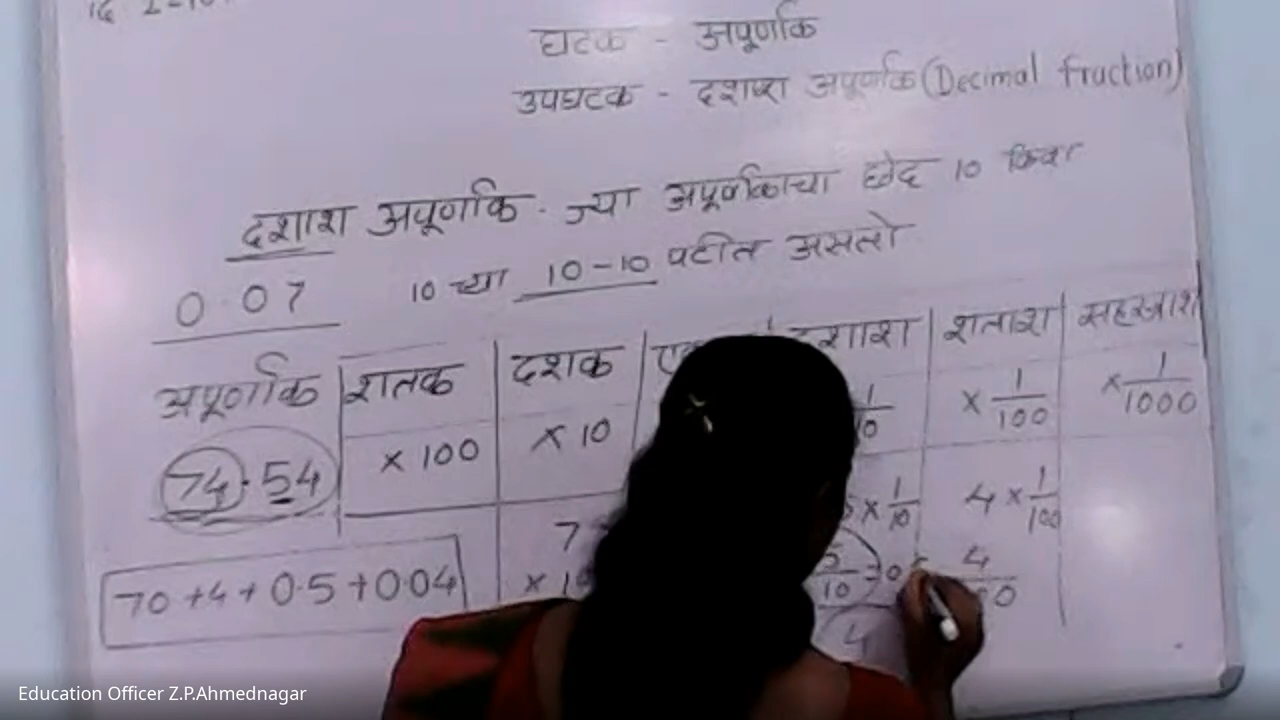 घटक - अपूर्णांक
उपघटक - दशांश अपूर्णांक (Decimal fraction)
दशांश अपूर्णांक - ज्या अपूर्णांकाचा छेद 10 किंवा
10 च्या 10-10 पटीत असतो
0.07
अपूर्णांक शतक दशक दशांश शतांश सहस्त्रांश
×100 ×10 1/10 × 1/100 × 1/1000
74.54 7 5 × 1/10 4 × 1/100
70+4+0.5+0.04 × 10 5/10 = 0 4
Education Officer Z.P.Ahmednagar